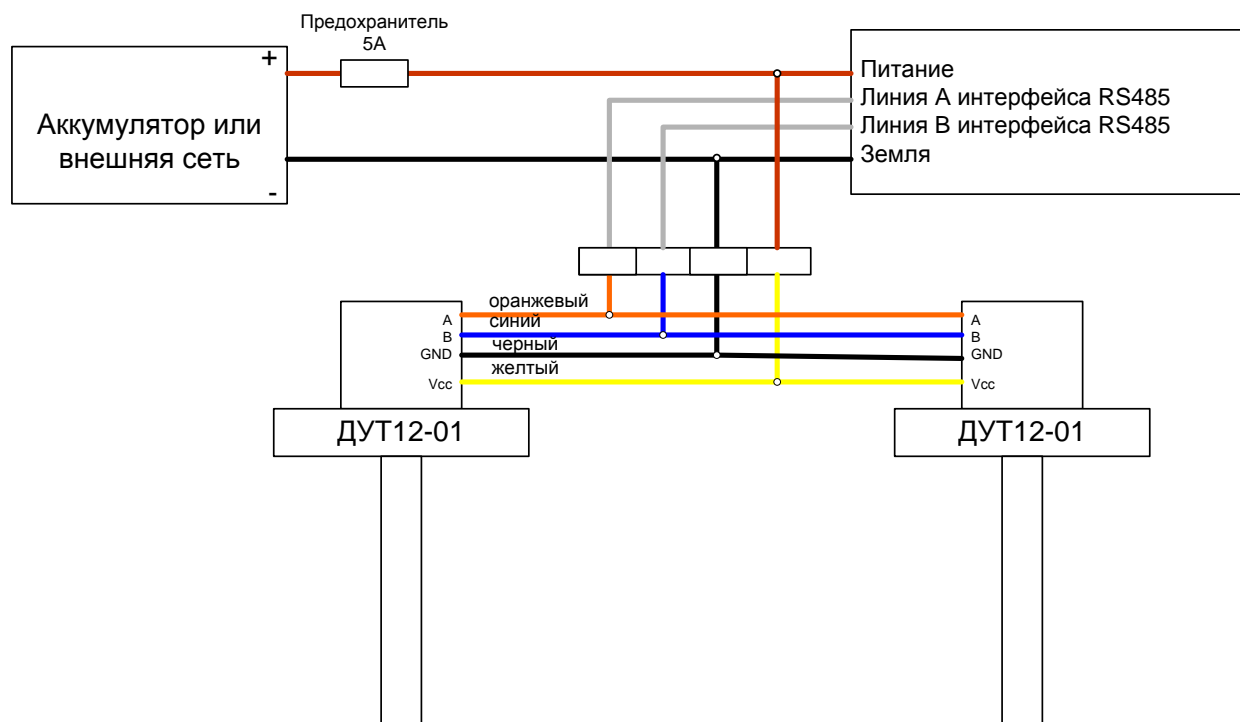 Предохранитель
5А
+
Аккумулятор или
внешняя сеть
-
Питание
Линия А интерфейса RS485
Линия В интерфейса RS485
Земля
оранжевый
синий
черный
желтый
A
B
GND
Vcc
ДУТ12-01
A
B
GND
Vcc
ДУТ12-01